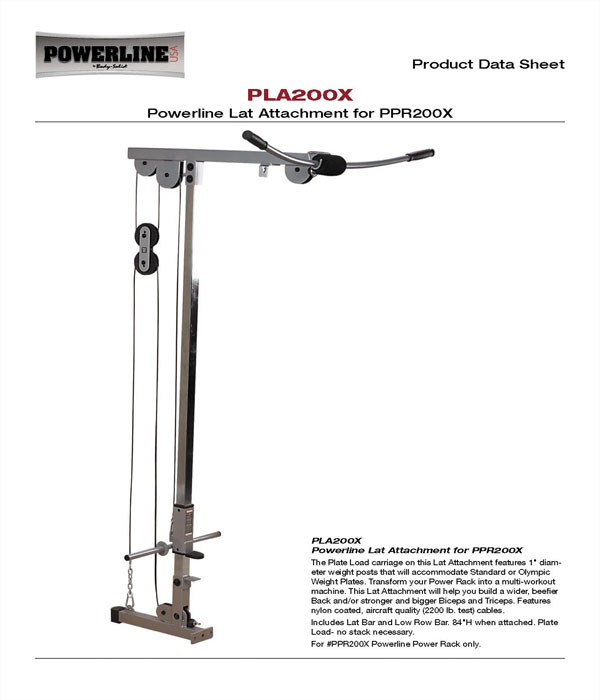 POWERLINE
USA
by Body-Solid
Product Data Sheet
PLA200X
Powerline Lat Attachment for PPR200X
PLA200X
Powerline Lat Attachment for PPR200X
The Plate Load carriage on this Lat Attachment features 1" diam-
eter weight posts that will accommodate Standard or Olympic
Weight Plates. Transform your Power Rack into a multi-workout
machine. This Lat Attachment will help you build a wider, beefier
Back and/or stronger and bigger Biceps and Triceps. Features
nylon coated, aircraft quality (2200 lb. test) cables.
Includes Lat Bar and Low Row Bar. 84"H when attached. Plate
Load- no stack necessary.
For #PPR200X Powerline Power Rack only.